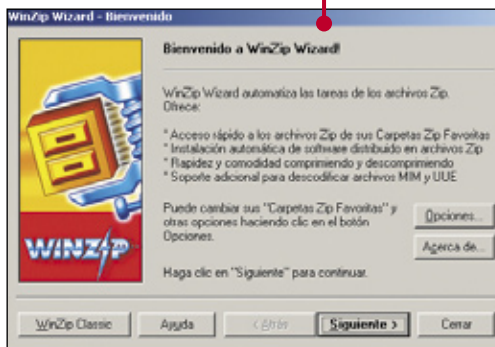 WinZip Wizard - Bienvenido
Bienvenido a WinZip Wizard!
WinZip Wizard automatiza las tareas de los archivos Zip.
Ofrece:
* Acceso rápido a los archivos Zip de sus Carpetas Zip Favoritas
* Instalación automática de software distribuido en archivos Zip
* Rapidez y comodidad comprimiendo y descomprimiendo
* Soporte adicional para descodificar archivos MIM y UUE
Puede cambiar sus "Carpetas Zip Favoritas" y
otras opciones haciendo clic en el botón
Opciones.
Opciones...
Acerca de...
Haga clic en "Siguiente" para continuar.
WINZIP
WinZip Classic
Ayuda
< Atrás
Siguiente >
Cerrar